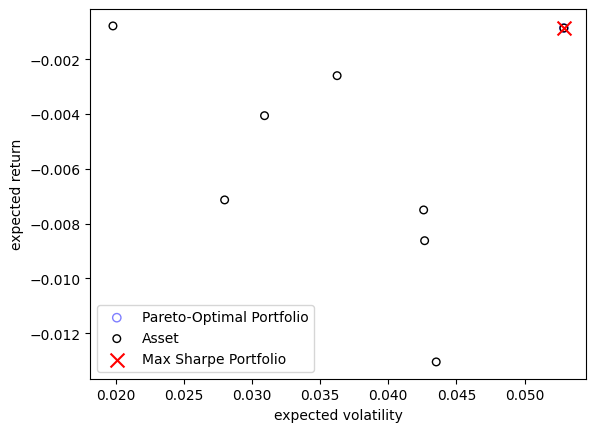 −0.002
−0.004
−0.006
−0.008
−0.010
−0.012
expected return
Pareto-Optimal Portfolio
Asset
Max Sharpe Portfolio
0.020 0.025 0.030 0.035 0.040 0.045 0.050
expected volatility